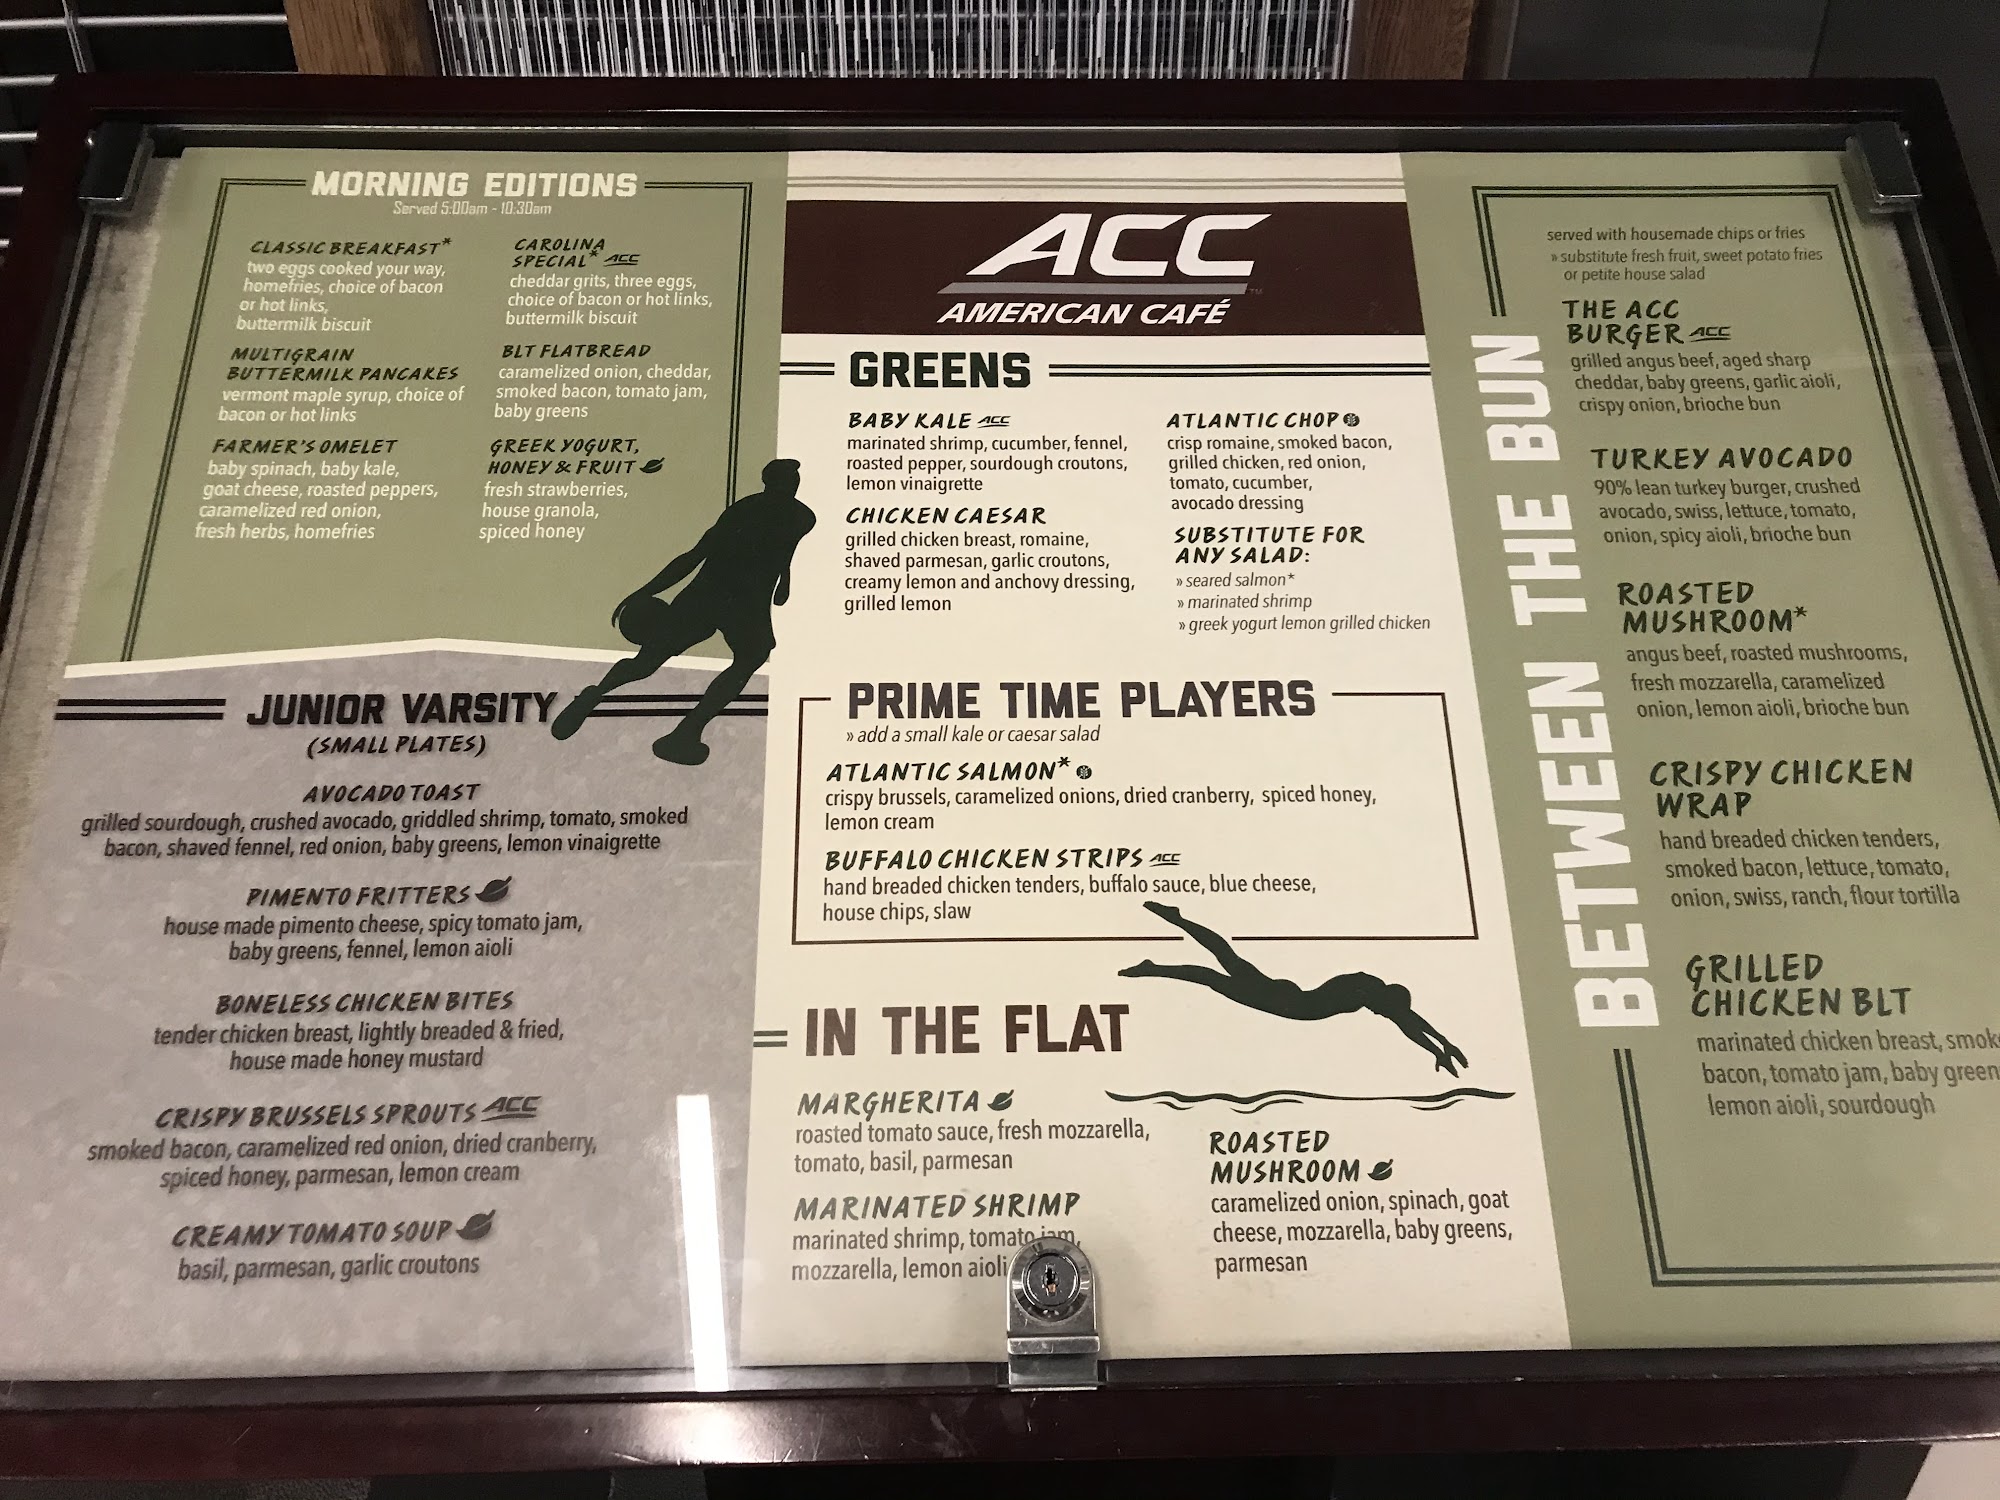 MORNING EDITIONS
Served 5:00am - 10:30am
CLASSIC BREAKFAST*
two eggs cooked your way,
homefries, choice of bacon
or hot links,
buttermilk biscuit
MULTIGRAIN
BUTTERMILK PANCAKES
vermont maple syrup, choice of
bacon or hot links
FARMER'S OMELET
baby spinach, baby kale,
goat cheese, roasted peppers,
caramelized red onion,
fresh herbs, homefries
CAROLINA
SPECIAL* ACC
cheddar grits, three eggs,
choice of bacon or hot links,
buttermilk biscuit
BLT FLATBREAD
caramelized onion, cheddar,
smoked bacon, tomato jam,
baby greens
GREEK YOGURT,
HONEY & FRUIT
fresh strawberries,
house granola,
spiced honey
JUNIOR VARSITY
(SMALL PLATES)
AVOCADO TOAST
grilled sourdough, crushed avocado, griddled shrimp, tomato, smoked
bacon, shaved fennel, red onion, baby greens, lemon vinaigrette
PIMENTO FRITTERS
house made pimento cheese, spicy tomato jam,
baby greens, fennel, lemon aioli
BONELESS CHICKEN BITES
tender chicken breast, lightly breaded & fried,
house made honey mustard
CRISPY BRUSSELS SPROUTS ACC
smoked bacon, caramelized red onion, dried cranberry,
spiced honey, parmesan, lemon cream
CREAMY TOMATO SOUP
basil, parmesan, garlic croutons
ACC™
AMERICAN CAFÉ
GREENS
BABY KALE ACC
marinated shrimp, cucumber, fennel,
roasted pepper, sourdough croutons,
lemon vinaigrette
CHICKEN CAESAR
grilled chicken breast, romaine,
shaved parmesan, garlic croutons,
creamy lemon and anchovy dressing,
grilled lemon
ATLANTIC CHOP
crisp romaine, smoked bacon,
grilled chicken, red onion,
tomato, cucumber,
avocado dressing
SUBSTITUTE FOR
ANY SALAD:
» seared salmon*
» marinated shrimp
» greek yogurt lemon grilled chicken
PRIME TIME PLAYERS
» add a small kale or caesar salad
ATLANTIC SALMON*
crispy brussels, caramelized onions, dried cranberry, spiced honey,
lemon cream
BUFFALO CHICKEN STRIPS ACC
hand breaded chicken tenders, buffalo sauce, blue cheese,
house chips, slaw
IN THE FLAT
MARGHERITA
roasted tomato sauce, fresh mozzarella,
tomato, basil, parmesan
MARINATED SHRIMP
marinated shrimp, tomato jam,
mozzarella, lemon aioli
ROASTED
MUSHROOM
caramelized onion, spinach, goat
cheese, mozzarella, baby greens,
parmesan
BETWEEN THE BUN
served with housemade chips or fries
» substitute fresh fruit, sweet potato fries
or petite house salad
THE ACC
BURGER ACC
grilled angus beef, aged sharp
cheddar, baby greens, garlic aioli,
crispy onion, brioche bun
TURKEY AVOCADO
90% lean turkey burger, crushed
avocado, swiss, lettuce, tomato,
onion, spicy aioli, brioche bun
ROASTED
MUSHROOM*
angus beef, roasted mushrooms,
fresh mozzarella, caramelized
onion, lemon aioli, brioche bun
CRISPY CHICKEN
WRAP
hand breaded chicken tenders,
smoked bacon, lettuce, tomato,
onion, swiss, ranch, flour tortilla
GRILLED
CHICKEN BLT
marinated chicken breast, smok
bacon, tomato jam, baby green
lemon aioli, sourdough